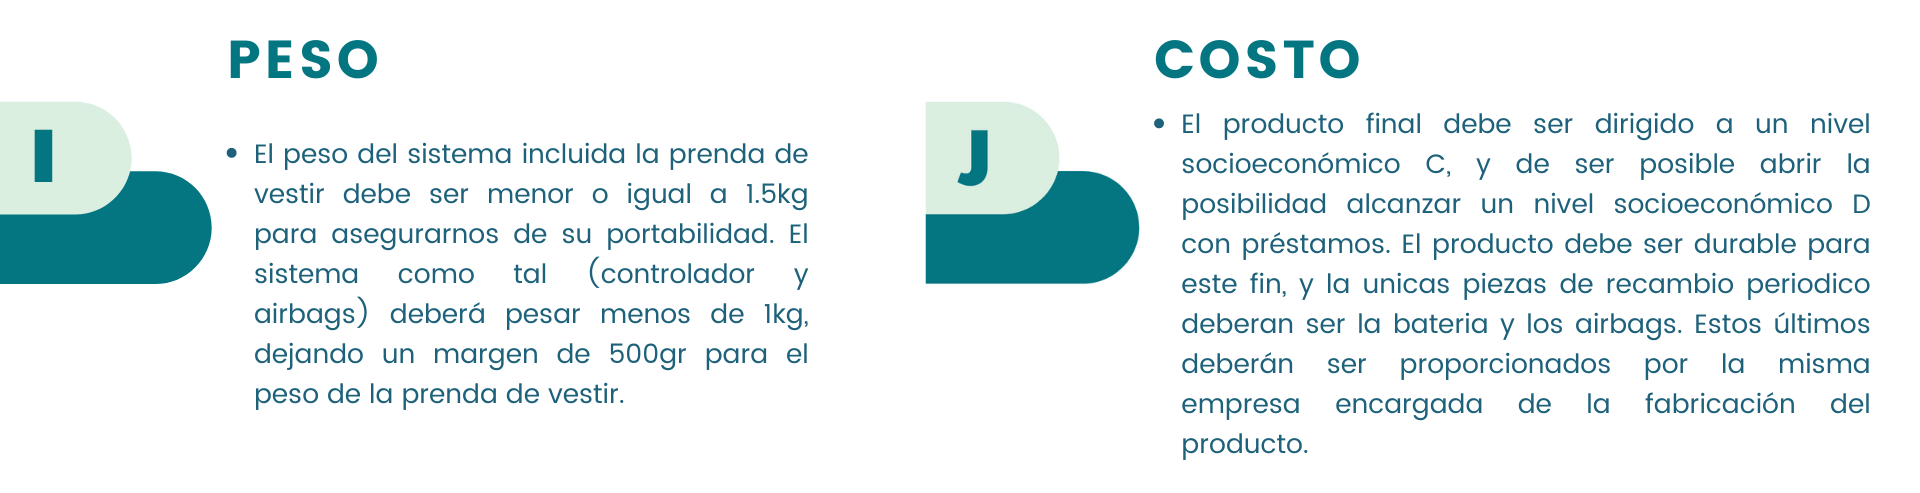 PESO
I
El peso del sistema incluida la prenda de
vestir debe ser menor o igual a 1.5kg
para asegurarnos de su portabilidad. El
sistema como tal (controlador y
airbags) deberá pesar menos de 1kg,
dejando un margen de 500gr para el
peso de la prenda de vestir.
COSTO
J
El producto final debe ser dirigido a un nivel
socioeconómico C, y de ser posible abrir la
posibilidad alcanzar un nivel socioeconómico D
con préstamos. El producto debe ser durable para
este fin, y la unicas piezas de recambio periodico
deberan ser la bateria y los airbags. Estos últimos
deberán ser proporcionados por la misma
empresa encargada de la fabricación del
producto.